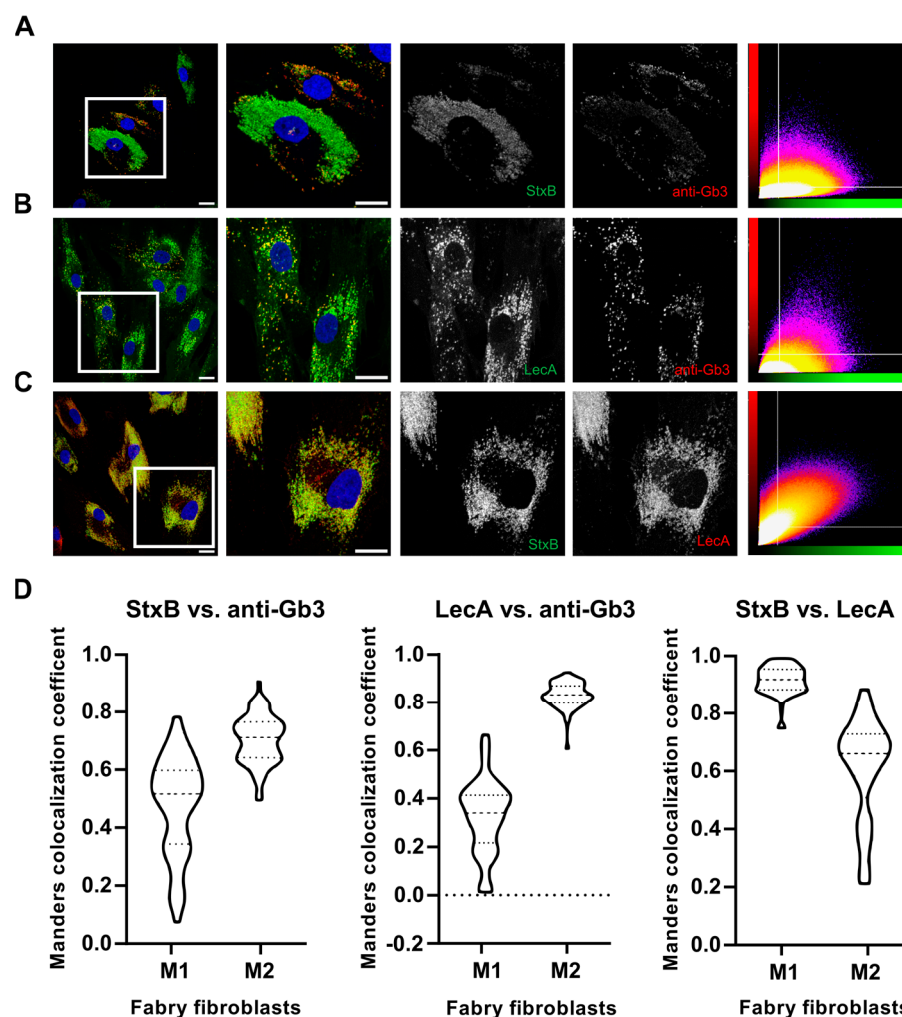 A
StxB
anti-Gb3
B
LecA
anti-Gb3
C
StxB
LecA
D
StxB vs. anti-Gb3
LecA vs. anti-Gb3
StxB vs. LecA
Manders colocalization coefficent
1.0
0.8
0.6
0.4
0.2
0.0
M1
M2
Fabry fibroblasts
Manders colocalization coefficent
1.0
0.8
0.6
0.4
0.2
0.0
-0.2
M1
M2
Fabry fibroblasts
Manders colocalization coefficent
1.0
0.8
0.6
0.4
0.2
0.0
M1
M2
Fabry fibroblasts